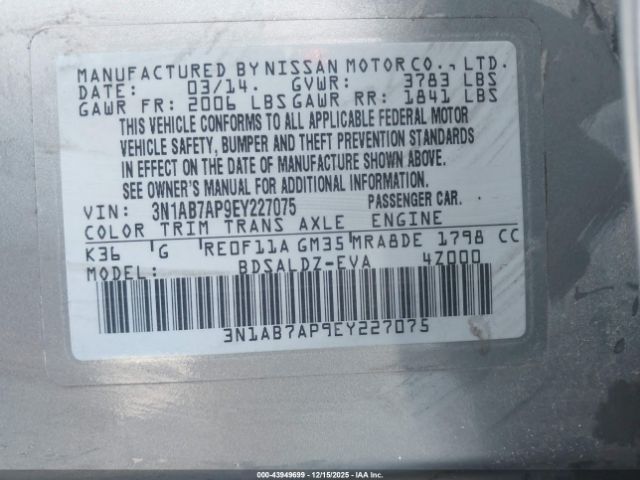 MANUFACTURED BY NISSAN MOTOR CO., LTD.
DATE: 03/14. GVWR: 3783 LBS
GAWR FR: 2006 LBS GAWR RR: 1841 LBS
THIS VEHICLE CONFORMS TO ALL APPLICABLE FEDERAL MOTOR
VEHICLE SAFETY, BUMPER AND THEFT PREVENTION STANDARDS
IN EFFECT ON THE DATE OF MANUFACTURE SHOWN ABOVE.
SEE OWNER'S MANUAL FOR ADDITIONAL INFORMATION.
VIN: 3N1AB7AP9EY227075 PASSENGER CAR.
COLOR TRIM TRANS AXLE ENGINE
K36 G RE0F11A GM35 MRA8DE 1798 CC
MODEL: BDSALDZ-EVA 4Z000
3N1AB7AP9EY227075
000-43949699 - 12/15/2025 - IAA